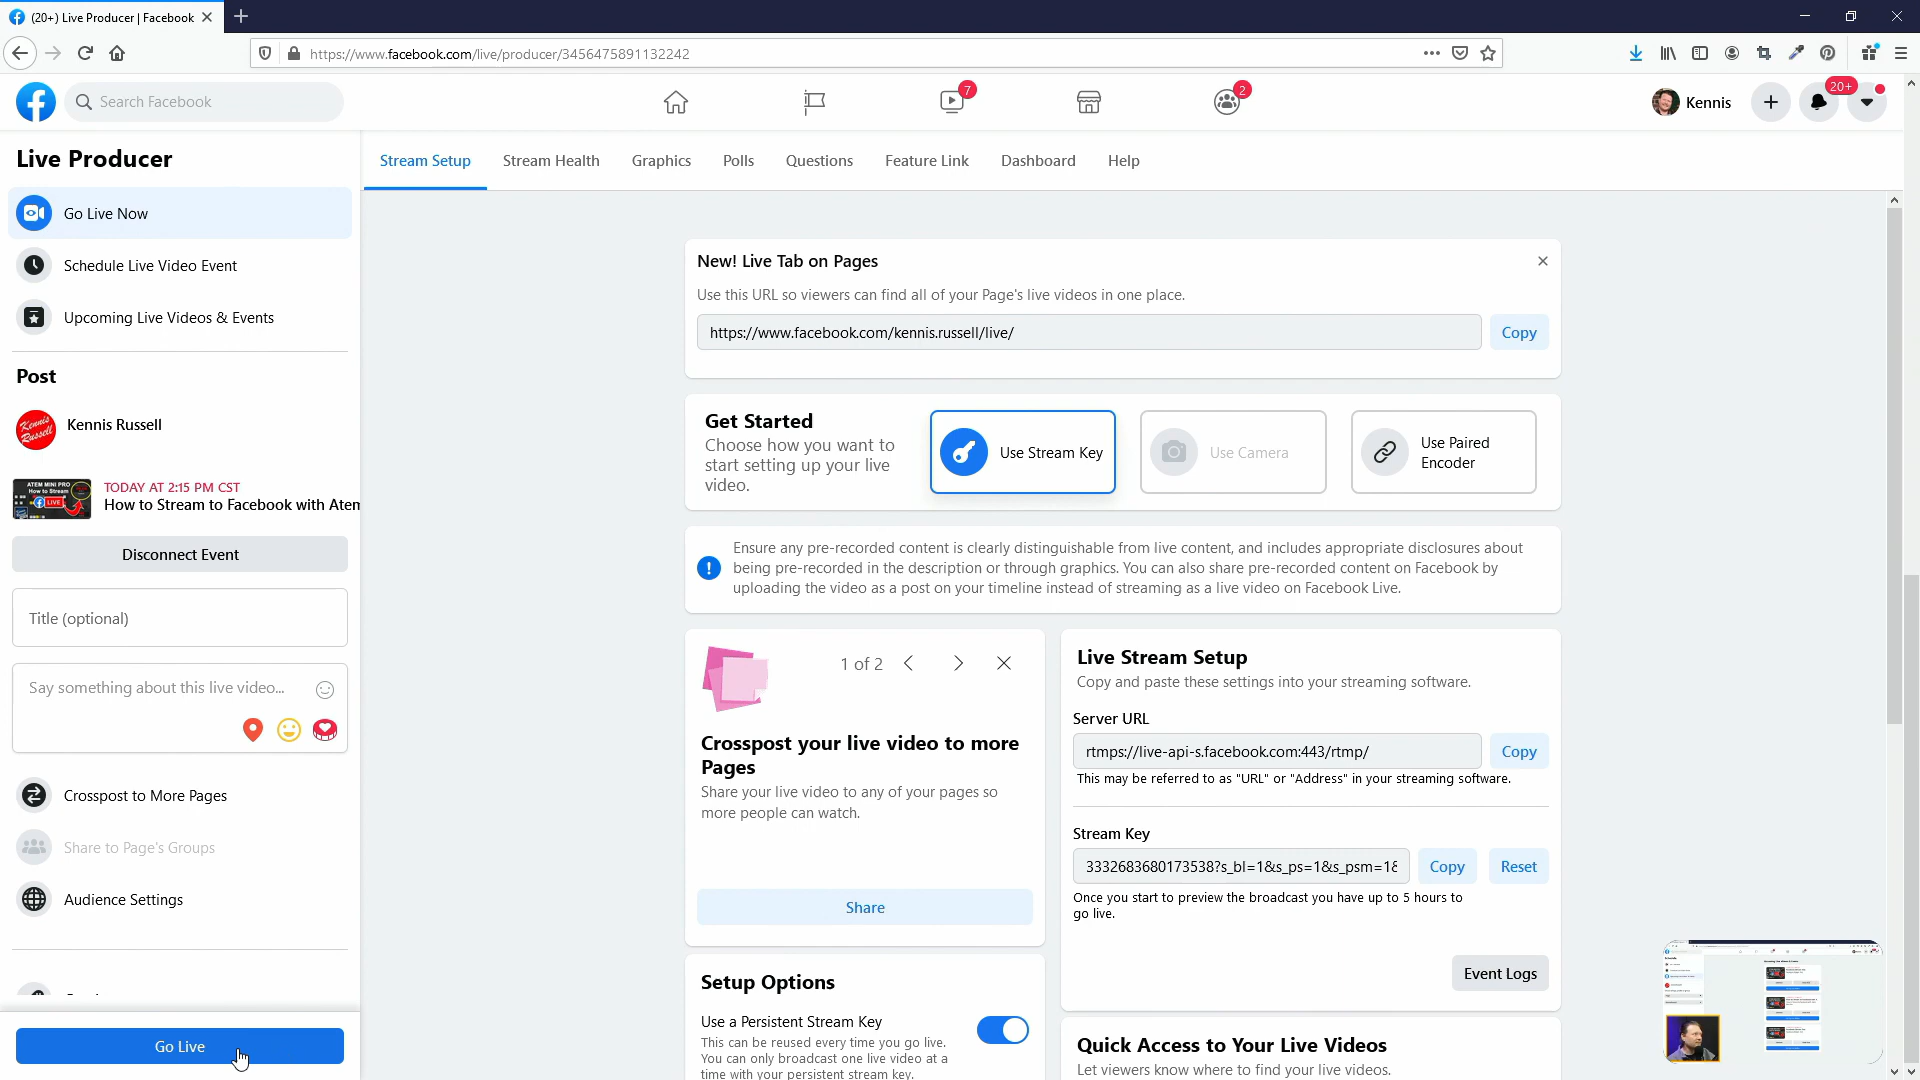 (20+) Live Producer | Facebook
https://www.facebook.com/live/producer/3456475891132242
Search Facebook
7
2
Kennis
20+
Live Producer
Go Live Now
Schedule Live Video Event
Upcoming Live Videos & Events
Post
Kennis Russell
Kennis Russell
ATEM MINI PRO
How to Stream
LIVE
TODAY AT 2:15 PM CST
How to Stream to Facebook with Atem
Disconnect Event
Title (optional)
Say something about this live video...
Crosspost to More Pages
Share to Page's Groups
Audience Settings
Go Live
Stream Setup
Stream Health
Graphics
Polls
Questions
Feature Link
Dashboard
Help
New! Live Tab on Pages
Use this URL so viewers can find all of your Page's live videos in one place.
https://www.facebook.com/kennis.russell/live/
Copy
Get Started
Choose how you want to
start setting up your live
video.
Use Stream Key
Use Camera
Use Paired
Encoder
Ensure any pre-recorded content is clearly distinguishable from live content, and includes appropriate disclosures about
being pre-recorded in the description or through graphics. You can also share pre-recorded content on Facebook by
uploading the video as a post on your timeline instead of streaming as a live video on Facebook Live.
1 of 2
Crosspost your live video to more
Pages
Share your live video to any of your pages so
more people can watch.
Share
Setup Options
Use a Persistent Stream Key
This can be reused every time you go live.
You can only broadcast one live video at a
time with your persistent stream key.
Live Stream Setup
Copy and paste these settings into your streaming software.
Server URL
rtmps://live-api-s.facebook.com:443/rtmp/
Copy
This may be referred to as "URL" or "Address" in your streaming software.
Stream Key
3332683680173538?s_bl=1&s_ps=1&s_psm=1&
Copy
Reset
Once you start to preview the broadcast you have up to 5 hours to
go live.
Event Logs
Quick Access to Your Live Videos
Let viewers know where to find your live videos.